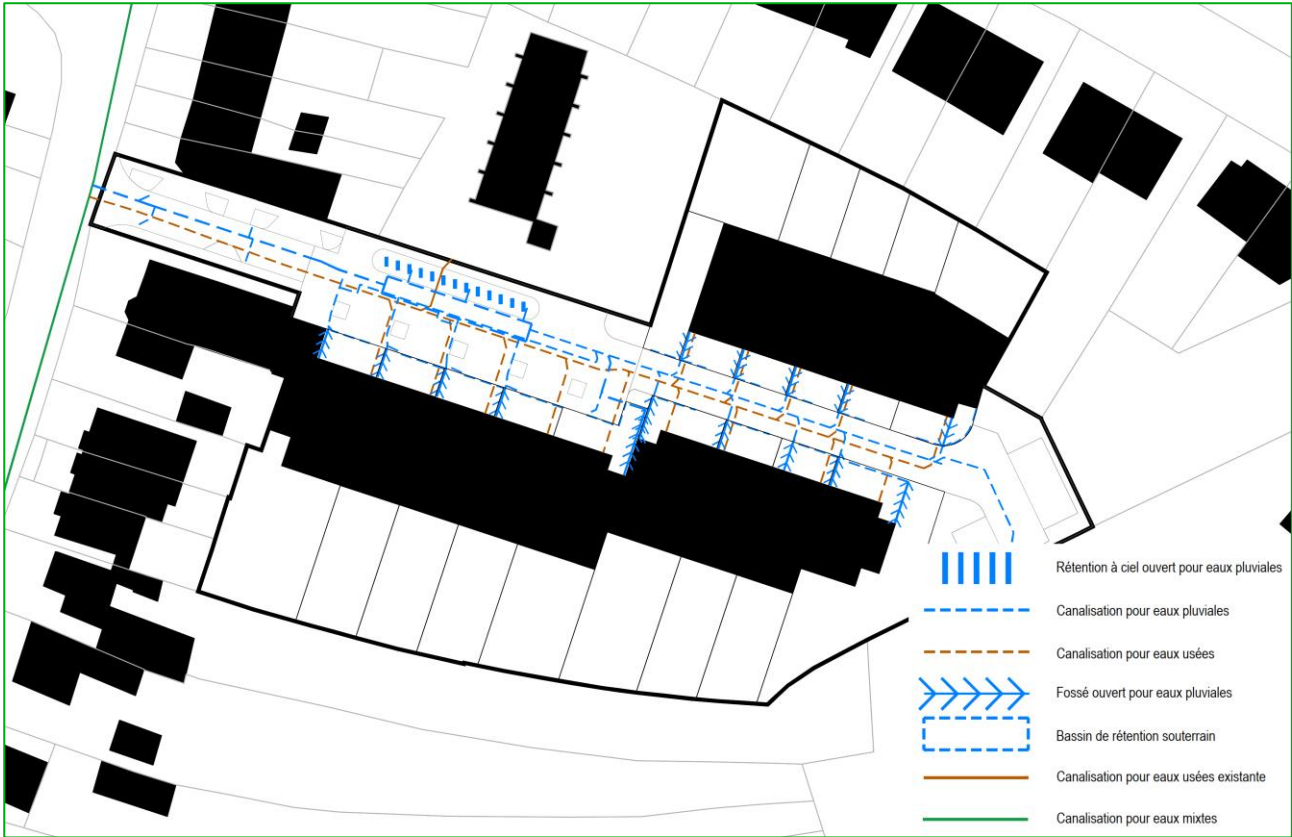 Rétention à ciel ouvert pour eaux pluviales
Canalisation pour eaux pluviales
Canalisation pour eaux usées
Fossé ouvert pour eaux pluviales
Bassin de rétention souterrain
Canalisation pour eaux usées existante
Canalisation pour eaux mixtes